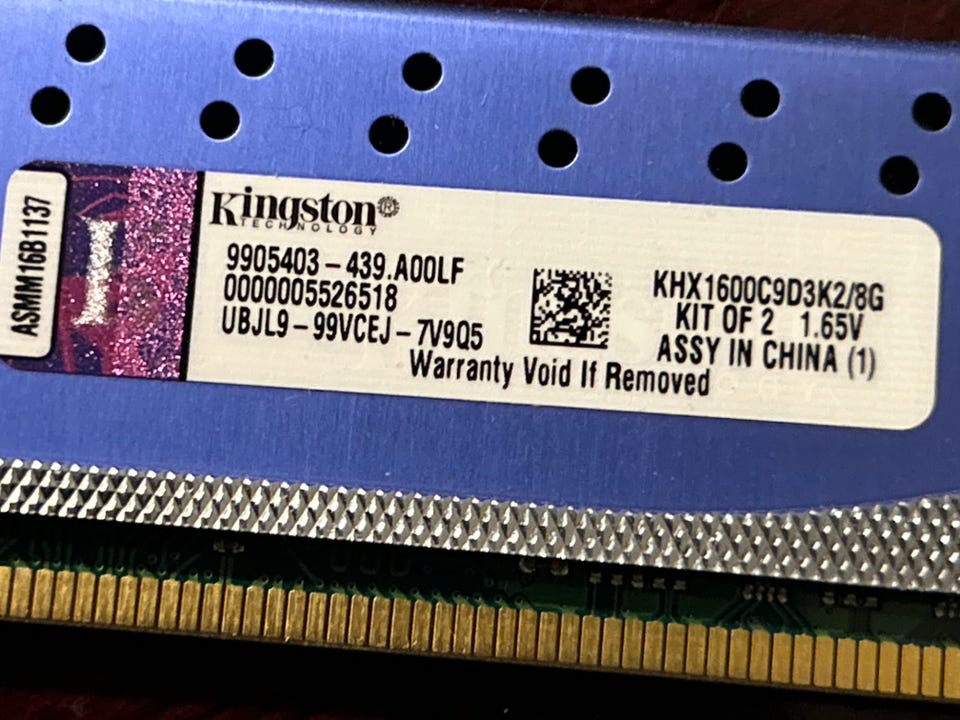 ASMM16B1137
Kingston®
TECHNOLOGY
9905403-439.A00LF
0000005526518
UBJL9-99VCEJ-7V9Q5
Warranty Void If Removed
KHX1600C9D3K2/8G
KIT OF 2 1.65V
ASSY IN CHINA (1)